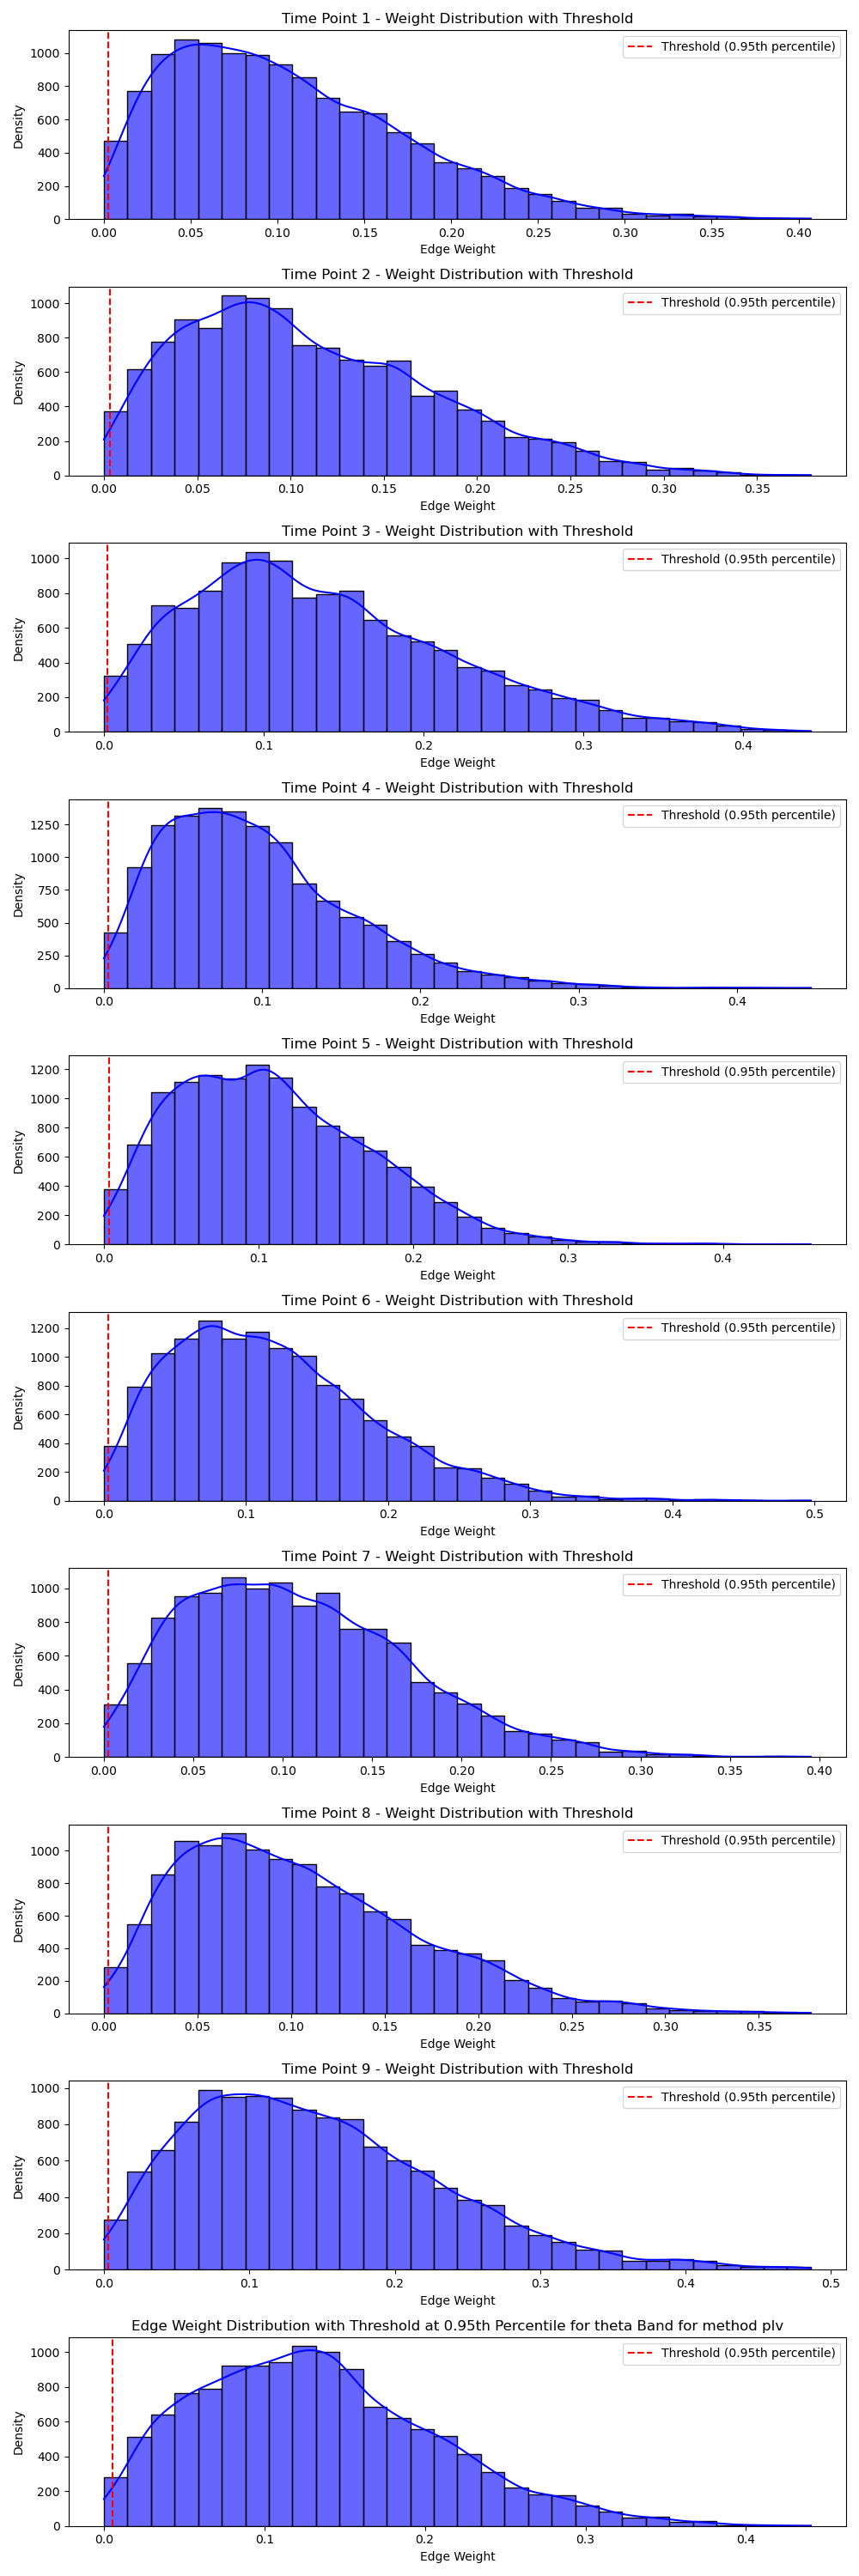 Time Point 1 - Weight Distribution with Threshold
Threshold (0.95th percentile)
Density
1000
800
600
400
200
0
0.00 0.05 0.10 0.15 0.20 0.25 0.30 0.35 0.40
Edge Weight
Time Point 2 - Weight Distribution with Threshold
Threshold (0.95th percentile)
Density
1000
800
600
400
200
0
0.00 0.05 0.10 0.15 0.20 0.25 0.30 0.35
Edge Weight
Time Point 3 - Weight Distribution with Threshold
Threshold (0.95th percentile)
Density
1000
800
600
400
200
0
0.0 0.1 0.2 0.3 0.4
Edge Weight
Time Point 4 - Weight Distribution with Threshold
Threshold (0.95th percentile)
Density
1250
1000
750
500
250
0
0.0 0.1 0.2 0.3 0.4
Edge Weight
Time Point 5 - Weight Distribution with Threshold
Threshold (0.95th percentile)
Density
1200
1000
800
600
400
200
0
0.0 0.1 0.2 0.3 0.4
Edge Weight
Time Point 6 - Weight Distribution with Threshold
Threshold (0.95th percentile)
Density
1200
1000
800
600
400
200
0
0.0 0.1 0.2 0.3 0.4 0.5
Edge Weight
Time Point 7 - Weight Distribution with Threshold
Threshold (0.95th percentile)
Density
1000
800
600
400
200
0
0.00 0.05 0.10 0.15 0.20 0.25 0.30 0.35 0.40
Edge Weight
Time Point 8 - Weight Distribution with Threshold
Threshold (0.95th percentile)
Density
1000
800
600
400
200
0
0.00 0.05 0.10 0.15 0.20 0.25 0.30 0.35
Edge Weight
Time Point 9 - Weight Distribution with Threshold
Threshold (0.95th percentile)
Density
1000
800
600
400
200
0
0.0 0.1 0.2 0.3 0.4 0.5
Edge Weight
Edge Weight Distribution with Threshold at 0.95th Percentile for theta Band for method plv
Threshold (0.95th percentile)
Density
1000
800
600
400
200
0
0.0 0.1 0.2 0.3 0.4
Edge Weight